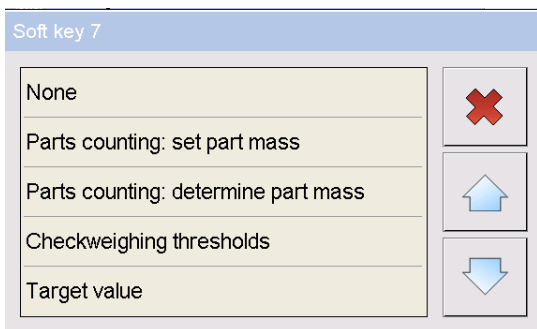 Soft key 7
None
Parts counting: set part mass
Parts counting: determine part mass
Checkweighing thresholds
Target value